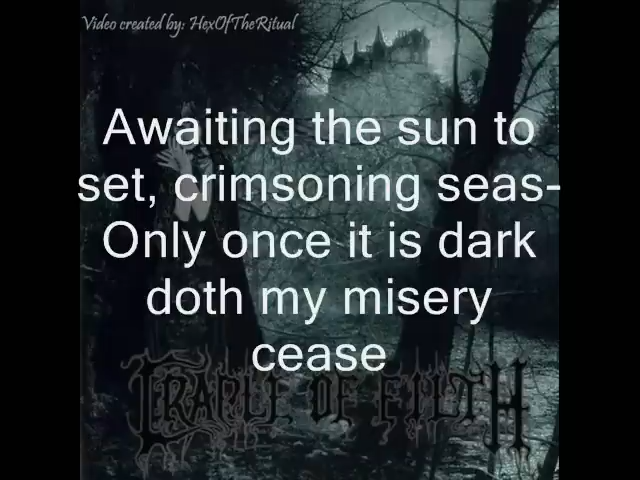 Video created by: HexOfTheRitual
Awaiting the sun to
set, crimsoning seas-
Only once it is dark
doth my misery
cease
CRADLE OF FILTH